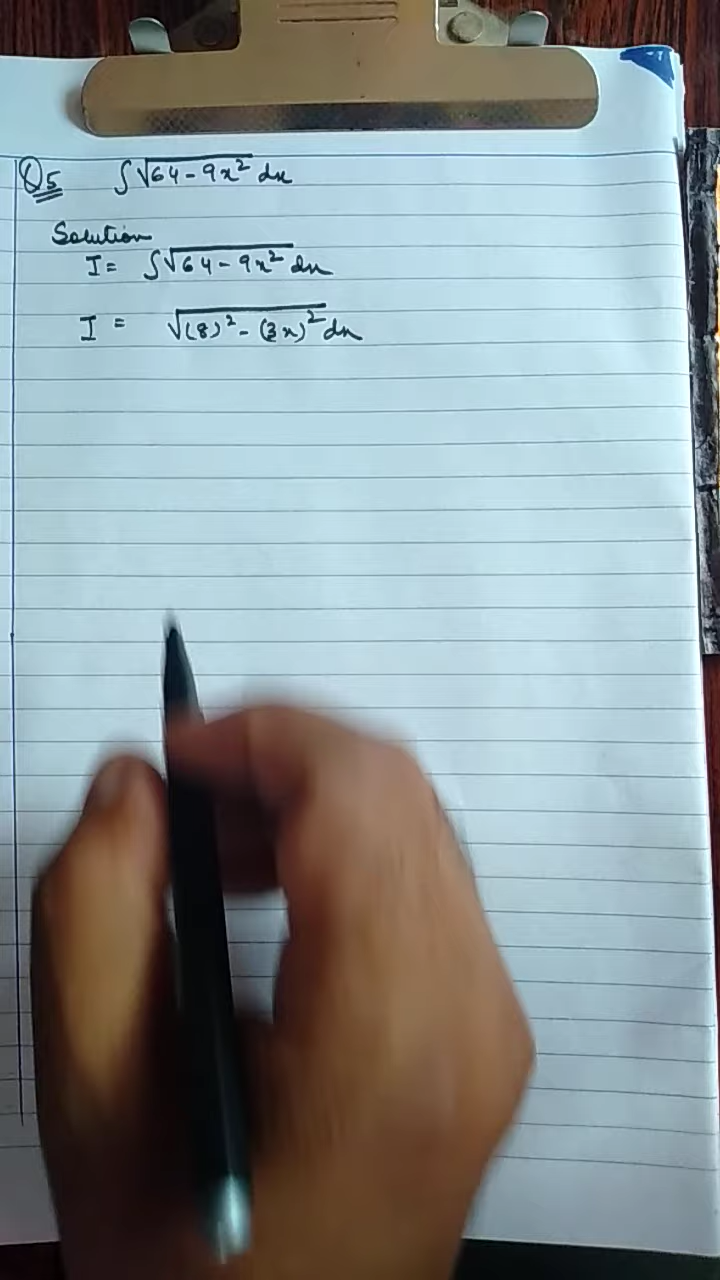 Q5 ∫√64-9x² dx
Solution
I = ∫√64-9x² dx
I = √(8)²-(3x)² dx